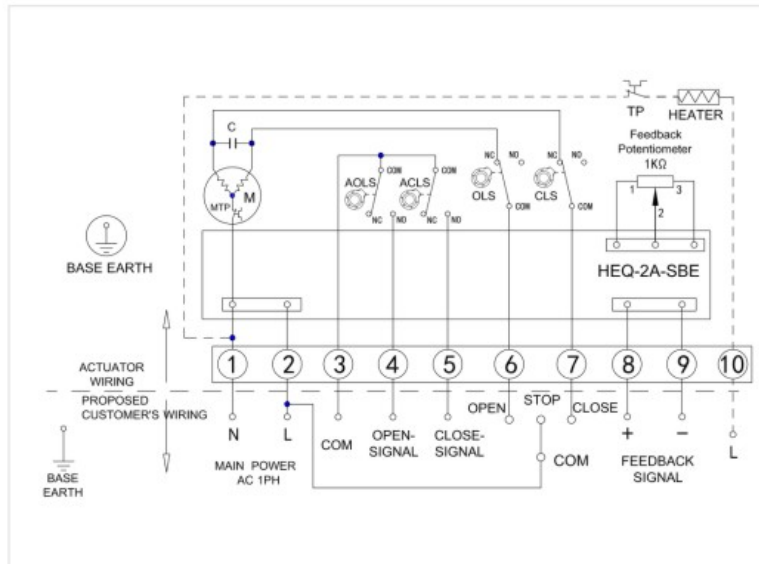 TP
HEATER
C
Feedback
Potentiometer
1KΩ
NC
NO
NC
NO
COM
COM
AOLS
ACLS
OLS
CLS
1
3
M
MTP
2
NC
NO
NC
NO
COM
COM
BASE EARTH
HEQ-2A-SBE
1
2
3
4
5
6
7
8
9
10
ACTUATOR
WIRING
PROPOSED
CUSTOMER'S WIRING
OPEN
STOP
CLOSE
N
L
COM
OPEN-
SIGNAL
CLOSE-
SIGNAL
+
−
COM
L
MAIN POWER
AC 1PH
FEEDBACK
SIGNAL
BASE
EARTH